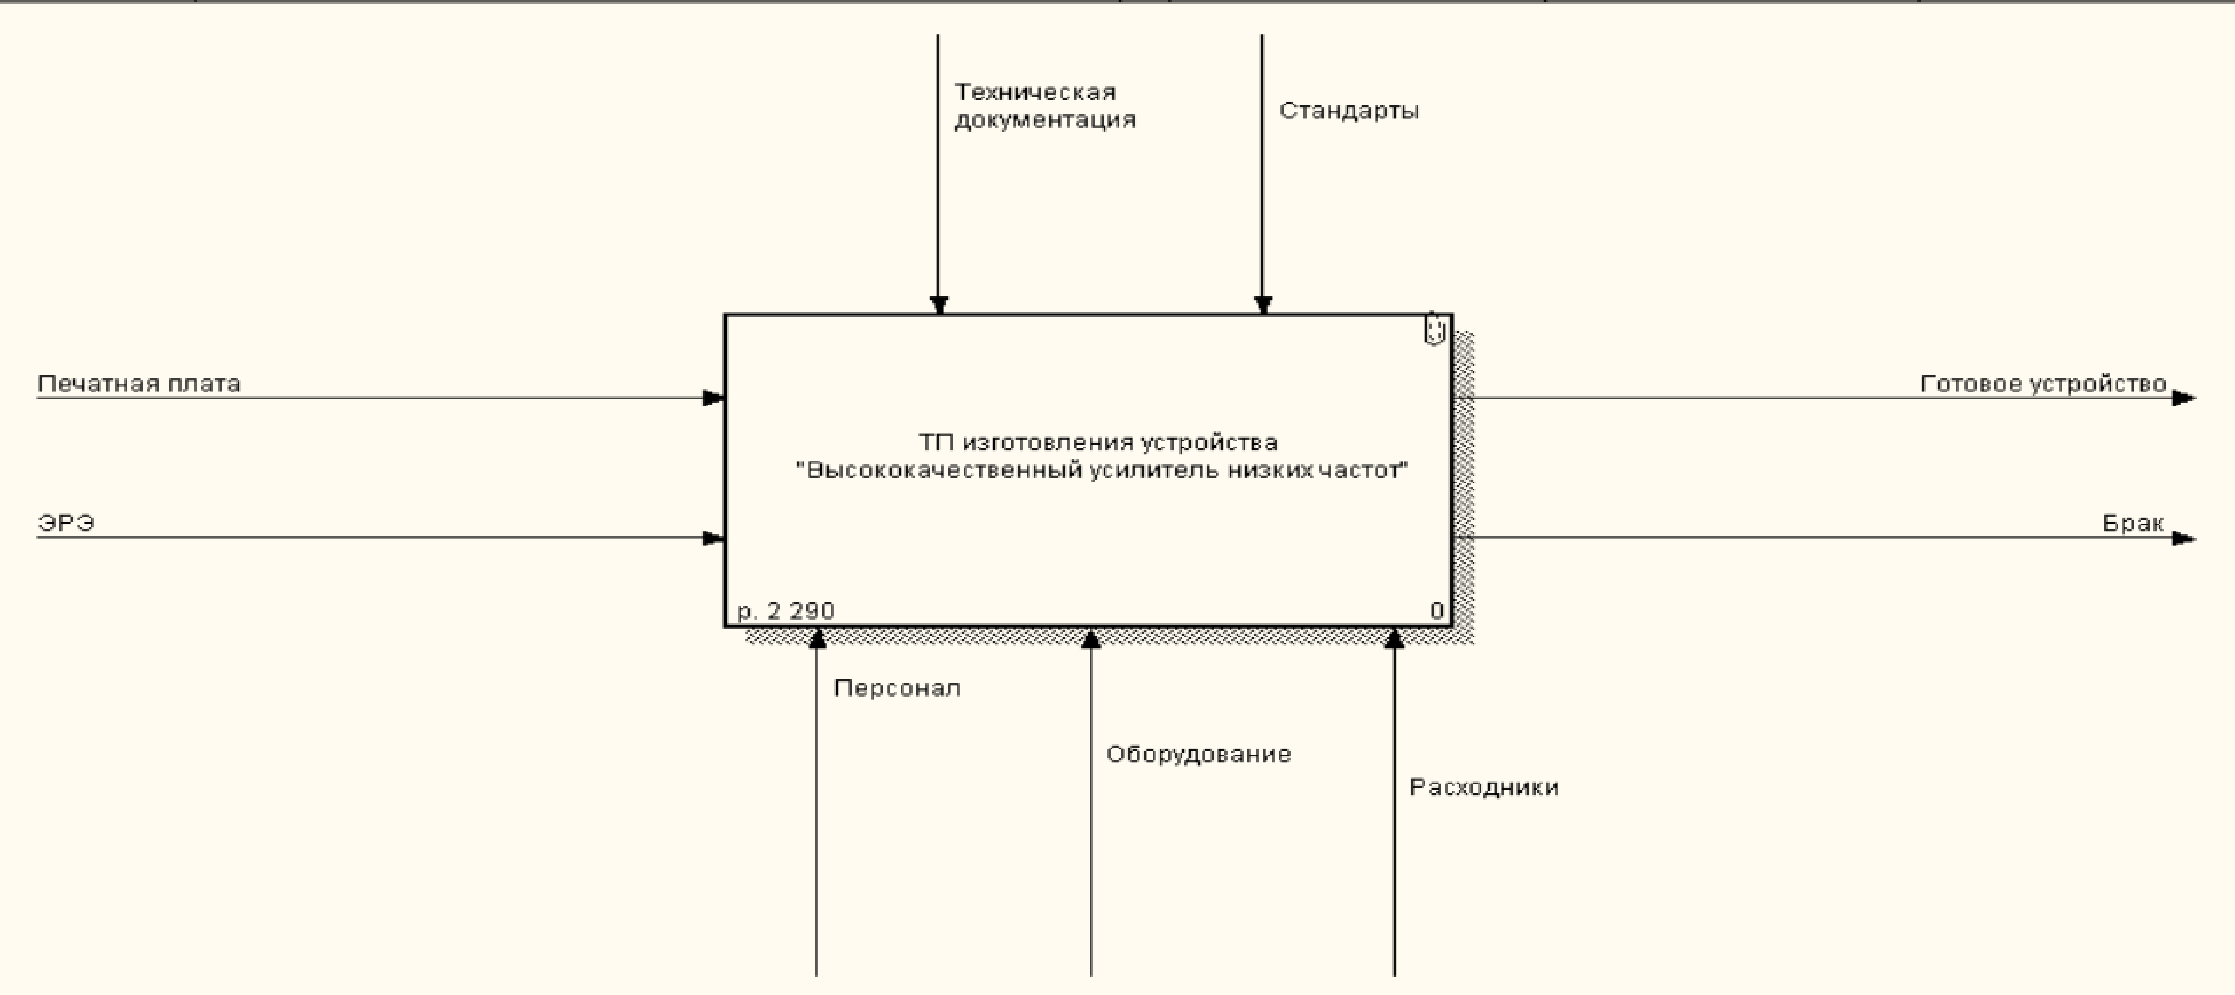 Техническая
документация
Стандарты
Печатная плата
Готовое устройство
ТП изготовления устройства
"Высококачественный усилитель низких частот"
ЭРЭ
Брак
р. 2 290
0
Персонал
Оборудование
Расходники